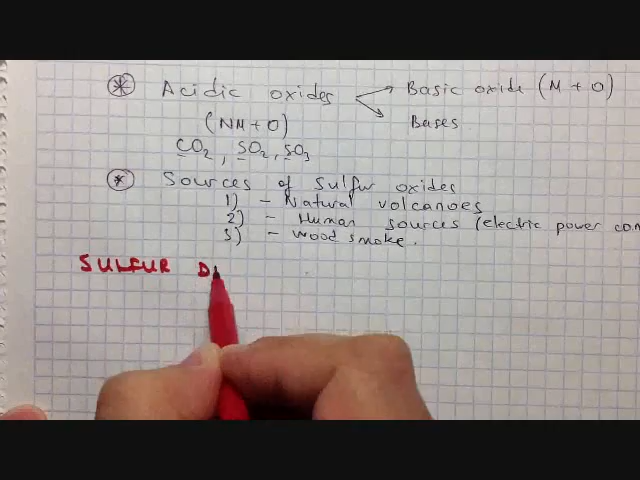 * Acidic oxides → Basic oxide (M + O)
→ Bases
(NM + O)
CO2, SO2, SO3
* Sources of Sulfur oxides
1) - Natural volcanoes
2) - Human sources (electric power con
3) - wood smoke.
SULFUR D